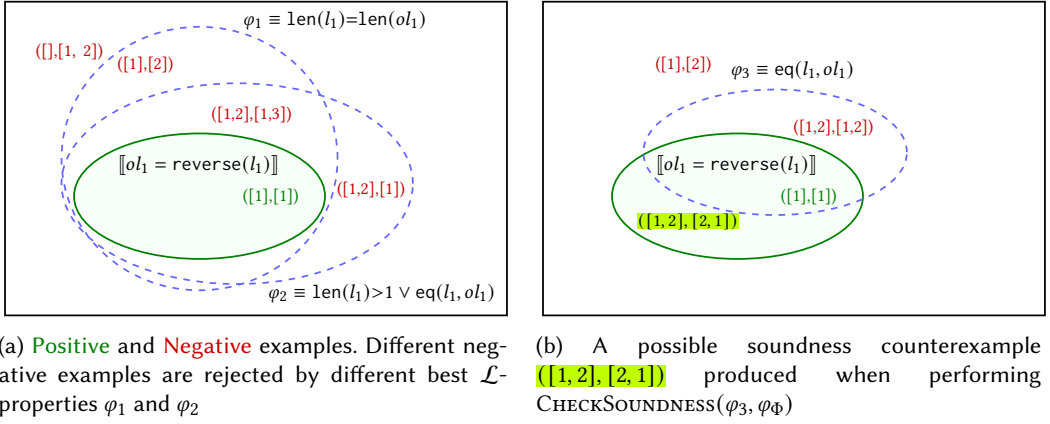 φ₁ ≡ len(l₁)=len(ol₁)
([],[1, 2])
([1],[2])
([1,2],[1,3])
⟦ol₁ = reverse(l₁)⟧
([1,2],[1])
([1],[1])
φ₂ ≡ len(l₁)>1 ∨ eq(l₁, ol₁)
([1],[2])
φ₃ ≡ eq(l₁, ol₁)
([1,2],[1,2])
⟦ol₁ = reverse(l₁)⟧
([1],[1])
([1, 2], [2, 1])
(a) Positive and Negative examples. Different neg-
ative examples are rejected by different best ℒ-
properties φ₁ and φ₂
(b) A possible soundness counterexample
([1, 2], [2, 1]) produced when performing
CheckSoundness(φ₃, φ_Φ)